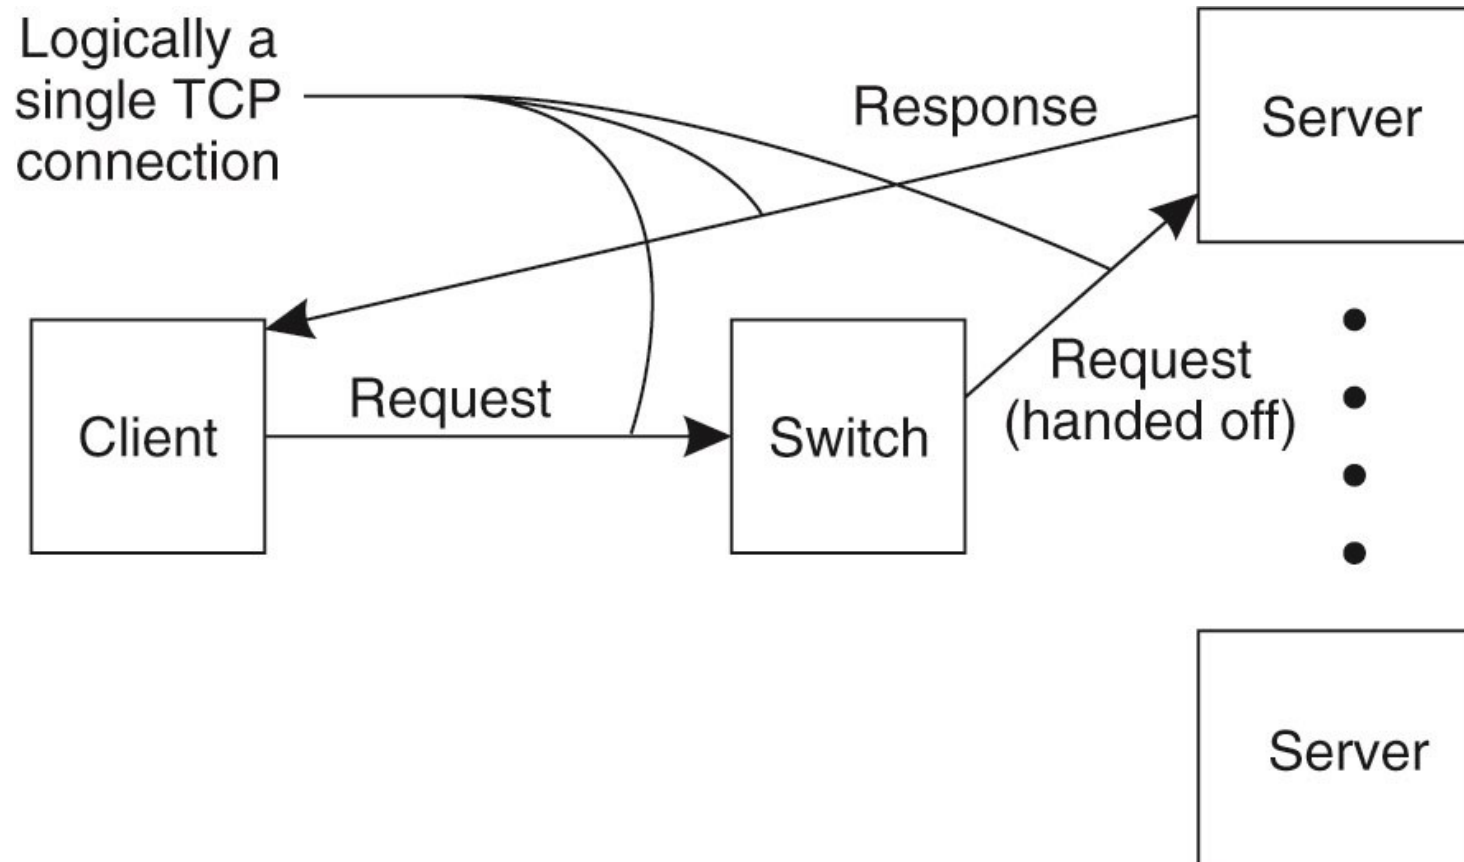 Logically a
single TCP
connection
Response
Server
Request
Client
Switch
Request
(handed off)
Server